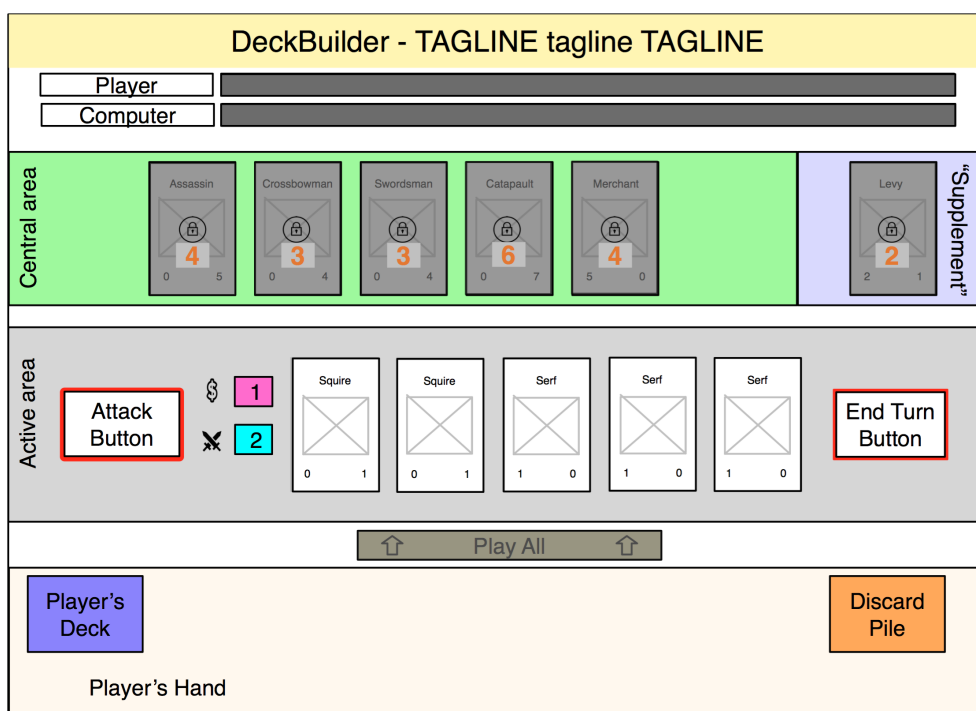 DeckBuilder - TAGLINE tagline TAGLINE
Player
Computer
Central area
Assassin
4
0 5
Crossbowman
3
0 4
Swordsman
3
0 4
Catapault
6
0 7
Merchant
4
5 0
Levy
2
2 1
“Supplement”
Active area
Attack
Button
$ 1
2
Squire
0 1
Squire
0 1
Serf
1 0
Serf
1 0
Serf
1 0
End Turn
Button
Play All
Player’s
Deck
Discard
Pile
Player’s Hand